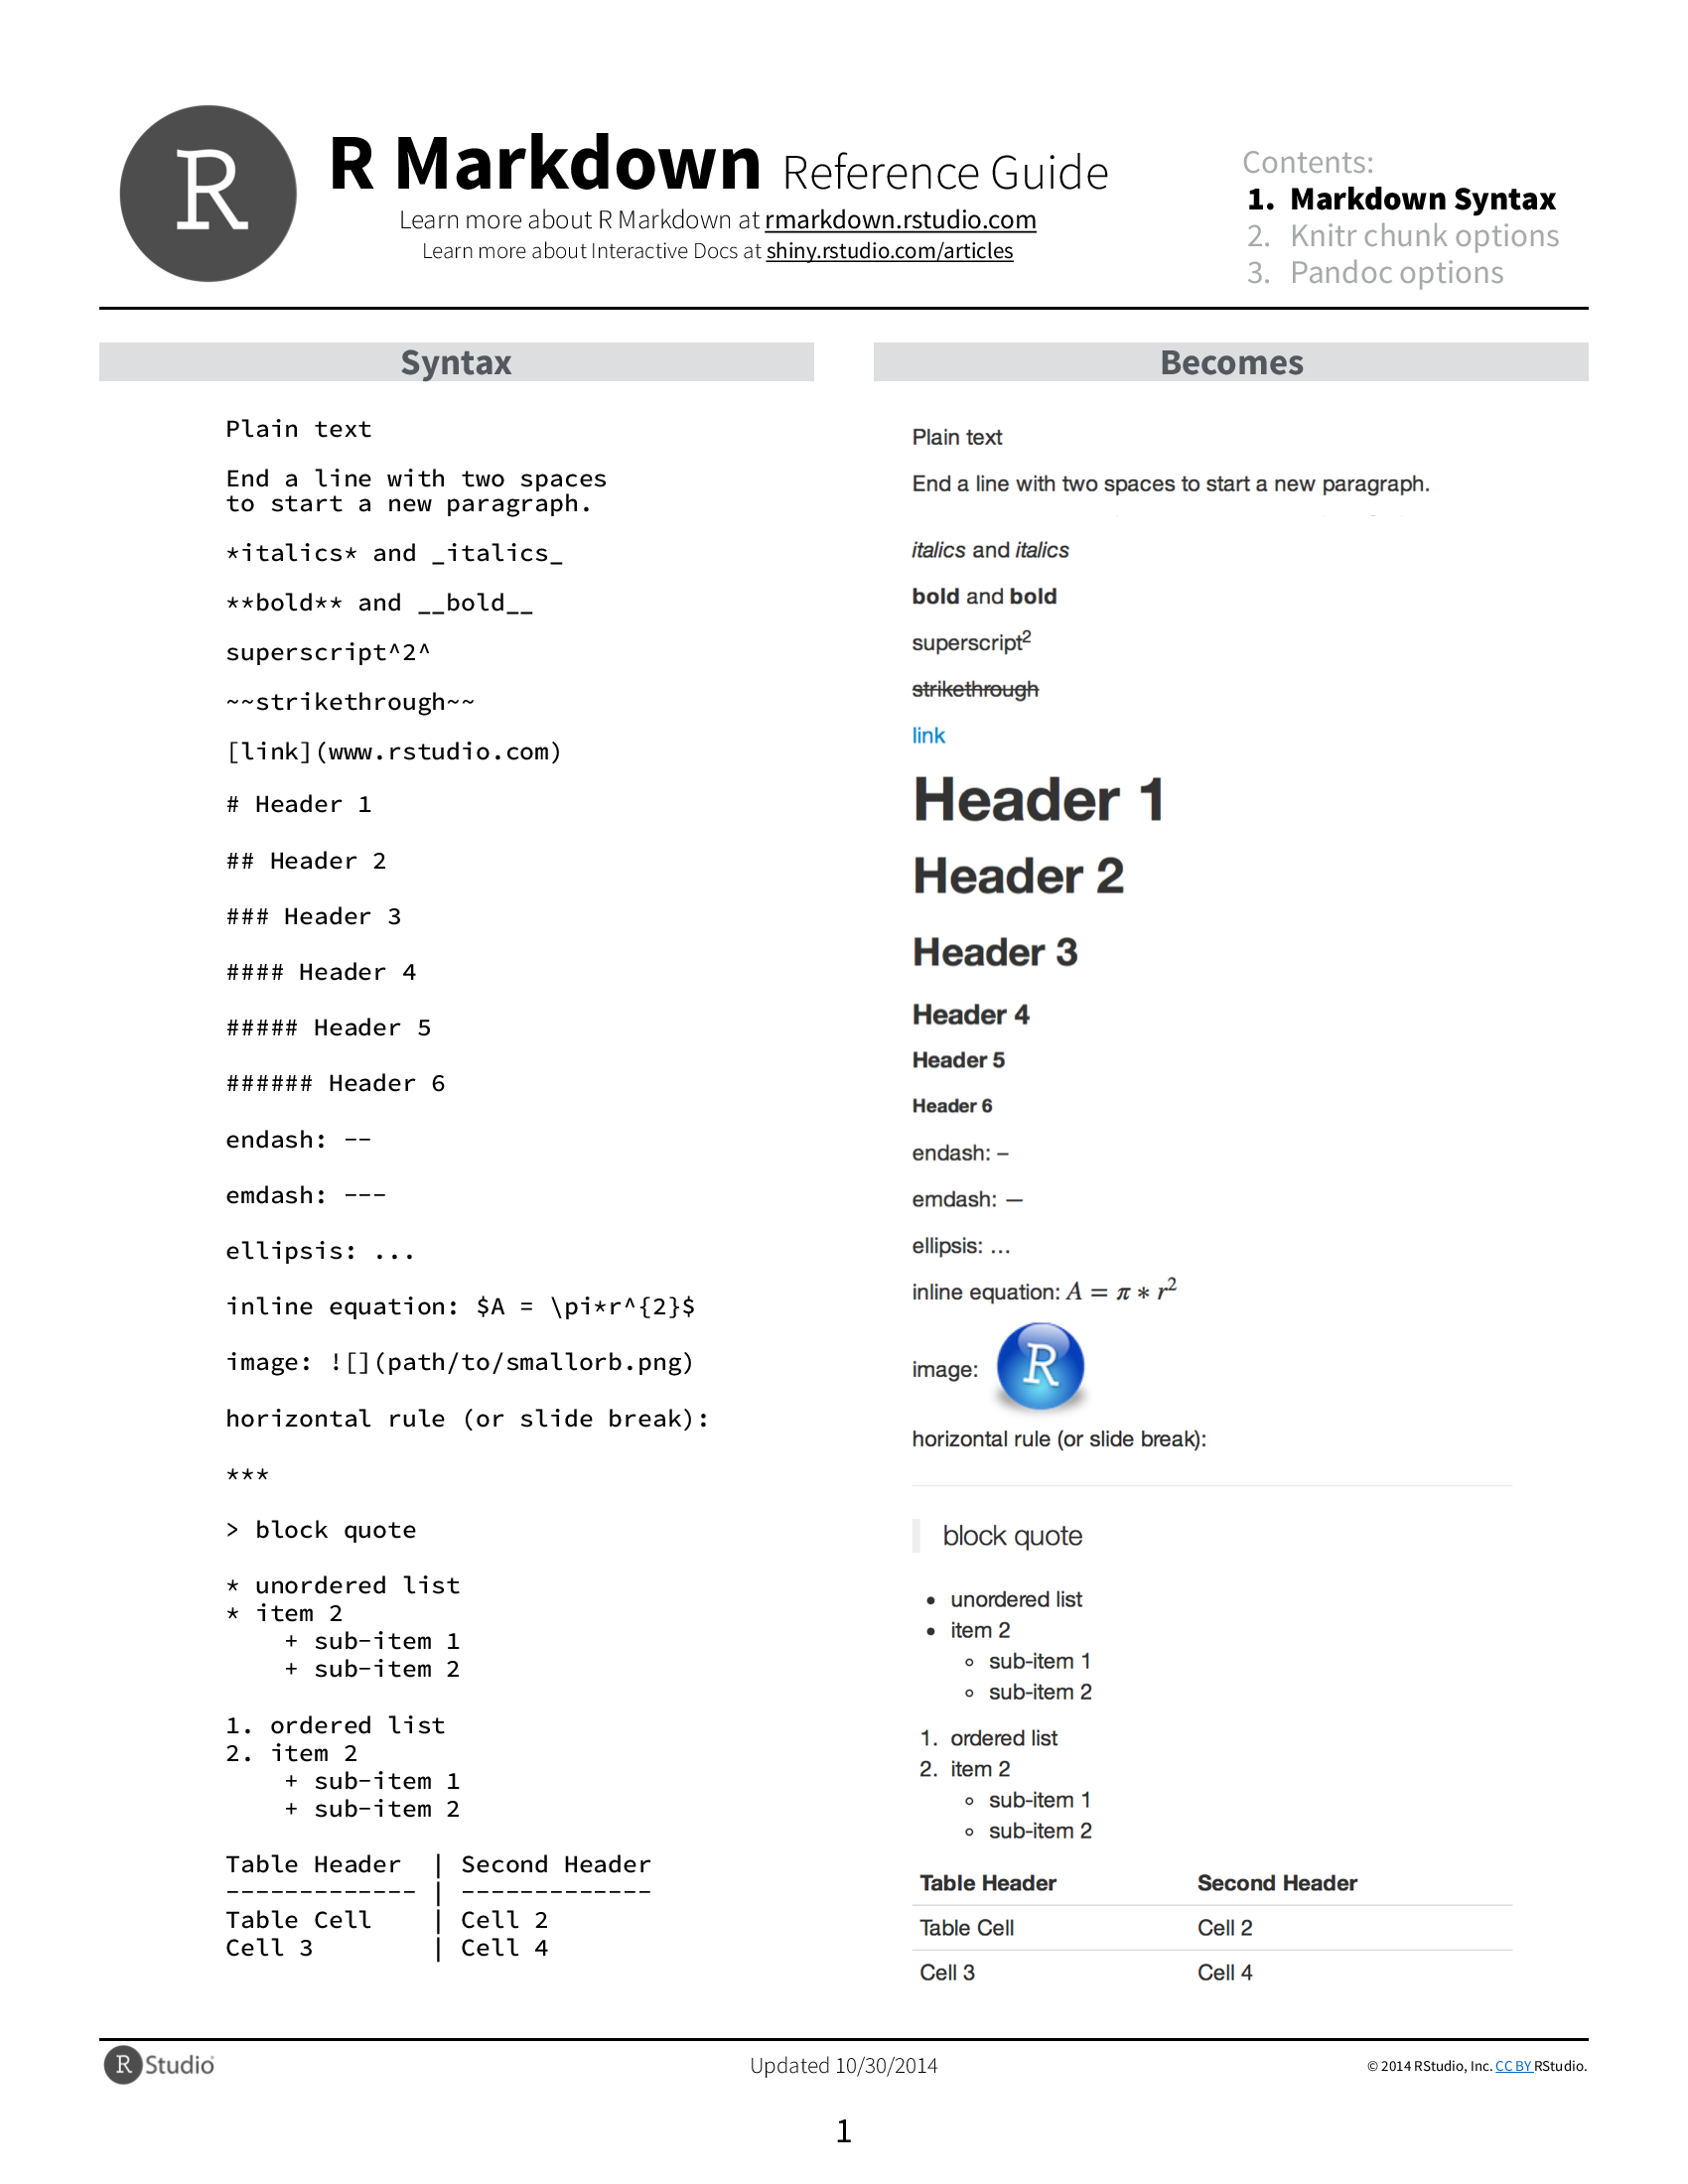 R
R Markdown Reference Guide
Learn more about R Markdown at rmarkdown.rstudio.com
Learn more about Interactive Docs at shiny.rstudio.com/articles
Contents:
1. Markdown Syntax
2. Knitr chunk options
3. Pandoc options
Syntax
Plain text
End a line with two spaces
to start a new paragraph.
*italics* and _italics_
**bold** and __bold__
superscript^2^
~~strikethrough~~
[link](www.rstudio.com)
# Header 1
## Header 2
### Header 3
#### Header 4
##### Header 5
###### Header 6
endash: --
emdash: ---
ellipsis: ...
inline equation: $A = \pi*r^{2}$
image: ![](path/to/smallorb.png)
horizontal rule (or slide break):
***
> block quote
* unordered list
* item 2
    + sub-item 1
    + sub-item 2
1. ordered list
2. item 2
    + sub-item 1
    + sub-item 2
Table Header  | Second Header
------------- | -------------
Table Cell    | Cell 2
Cell 3        | Cell 4
Becomes
Plain text
End a line with two spaces to start a new paragraph.
italics and italics
bold and bold
superscript²
strikethrough
link
Header 1
Header 2
Header 3
Header 4
Header 5
Header 6
endash: –
emdash: —
ellipsis: …
inline equation: A = π ∗ r²
image: R
horizontal rule (or slide break):
block quote
• unordered list
• item 2
◦ sub-item 1
◦ sub-item 2
1. ordered list
2. item 2
◦ sub-item 1
◦ sub-item 2
Table Header Second Header
Table Cell Cell 2
Cell 3 Cell 4
R Studio
Updated 10/30/2014
© 2014 RStudio, Inc. CC BY RStudio.
1